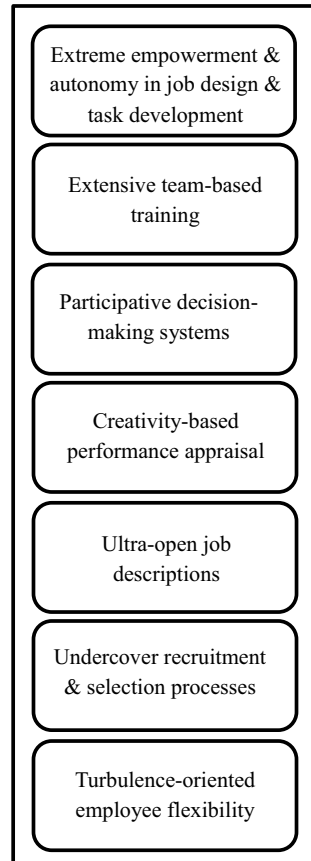 Extreme empowerment &
autonomy in job design &
task development
Extensive team-based
training
Participative decision-
making systems
Creativity-based
performance appraisal
Ultra-open job
descriptions
Undercover recruitment
& selection processes
Turbulence-oriented
employee flexibility